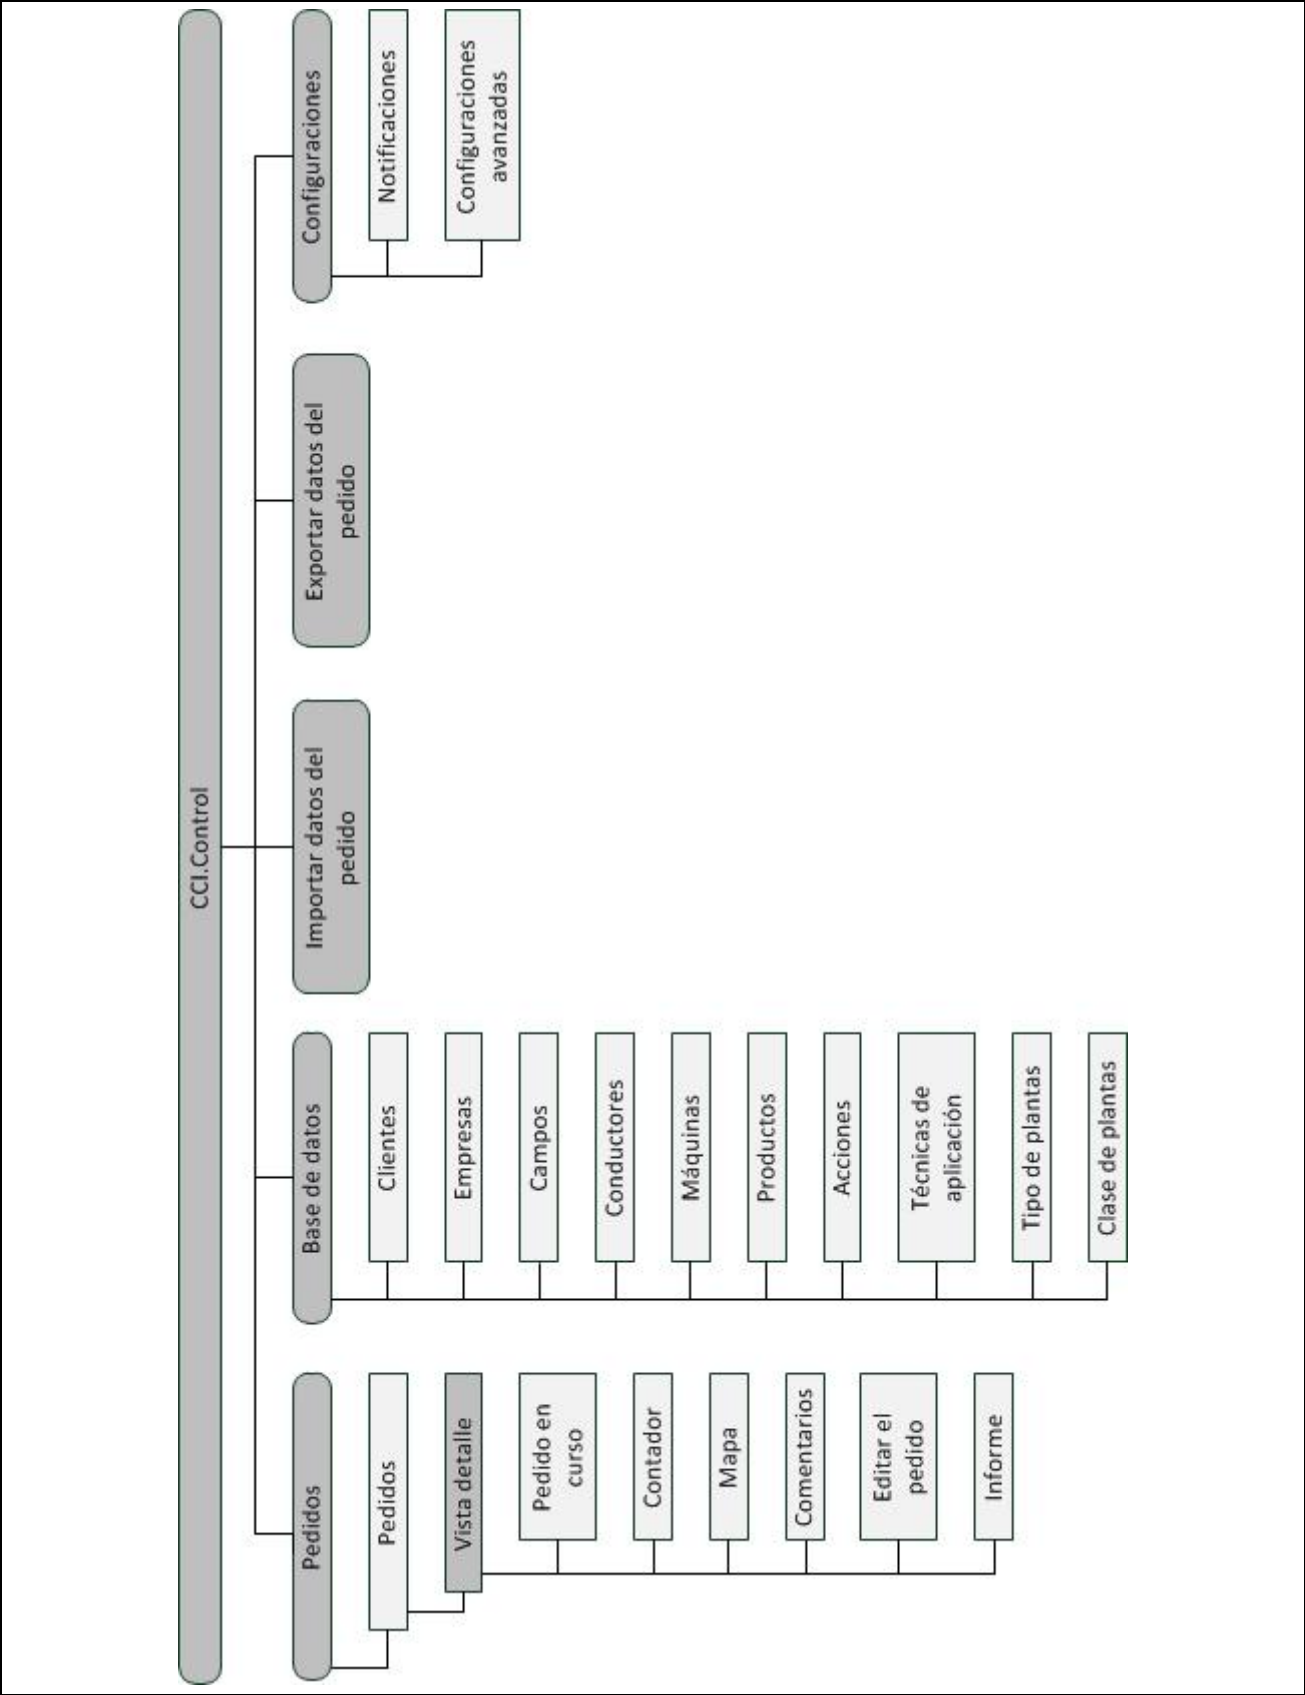 CCI.Control
Pedidos
Pedidos
Vista detalle
Pedido en
curso
Contador
Mapa
Comentarios
Editar el
pedido
Informe
Base de datos
Clientes
Empresas
Campos
Conductores
Máquinas
Productos
Acciones
Técnicas de
aplicación
Tipo de plantas
Clase de plantas
Importar datos del
pedido
Exportar datos del
pedido
Configuraciones
Notificaciones
Configuraciones
avanzadas